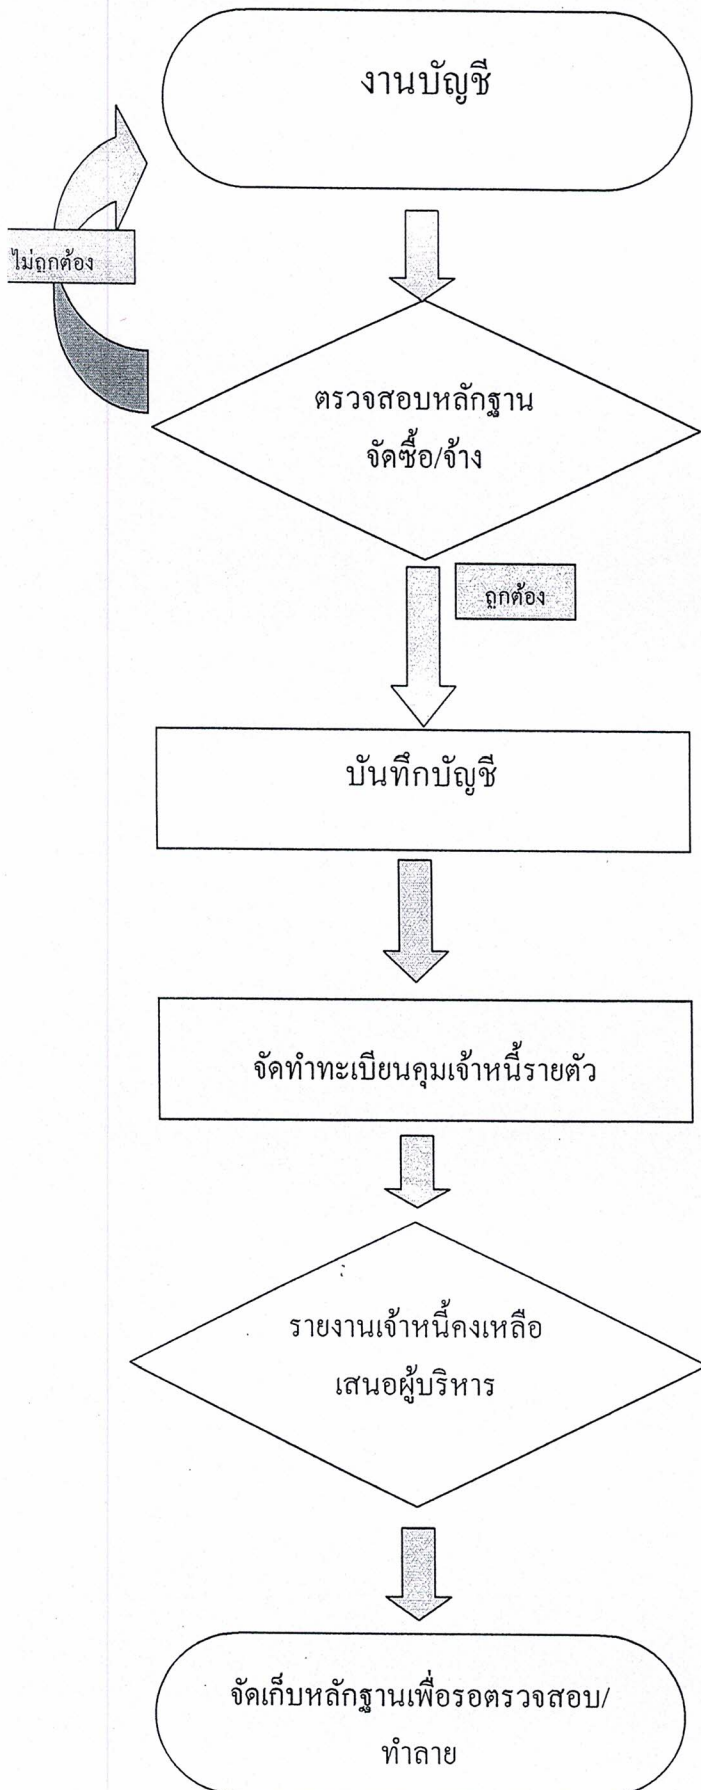 งานบัญชี
ไม่ถูกต้อง
ตรวจสอบหลักฐาน
จัดซื้อ/จ้าง
ถูกต้อง
บันทึกบัญชี
จัดทำทะเบียนคุมเจ้าหนี้รายตัว
รายงานเจ้าหนี้คงเหลือ
เสนอผู้บริหาร
จัดเก็บหลักฐานเพื่อรอตรวจสอบ/
ทำลาย